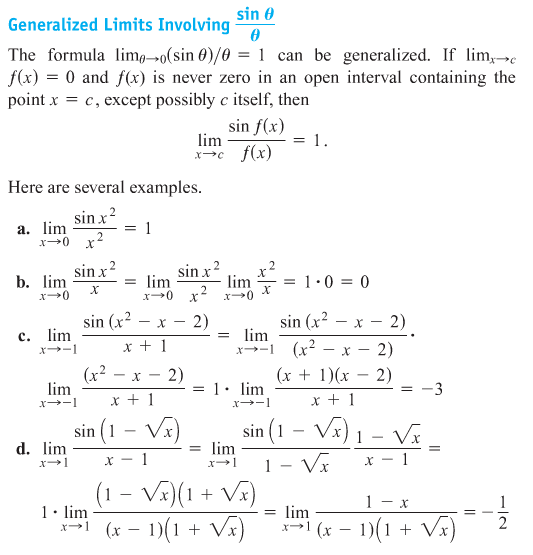 Generalized Limits Involving sin θ / θ
The formula lim_{θ→0}(sin θ)/θ = 1 can be generalized. If lim_{x→c}
f(x) = 0 and f(x) is never zero in an open interval containing the
point x = c, except possibly c itself, then
lim_{x→c} sin f(x) / f(x) = 1.
Here are several examples.
a. lim_{x→0} sin x² / x² = 1
b. lim_{x→0} sin x² / x = lim_{x→0} sin x² / x² lim_{x→0} x² / x = 1·0 = 0
c. lim_{x→−1} sin (x² − x − 2) / (x + 1) = lim_{x→−1} sin (x² − x − 2) / (x² − x − 2) ·
lim_{x→−1} (x² − x − 2) / (x + 1) = 1· lim_{x→−1} (x + 1)(x − 2) / (x + 1) = −3
d. lim_{x→1} sin (1 − √x) / (x − 1) = lim_{x→1} sin (1 − √x) / (1 − √x) (1 − √x) / (x − 1) =
1· lim_{x→1} (1 − √x)(1 + √x) / (x − 1)(1 + √x) = lim_{x→1} (1 − x) / (x − 1)(1 + √x) = −1/2